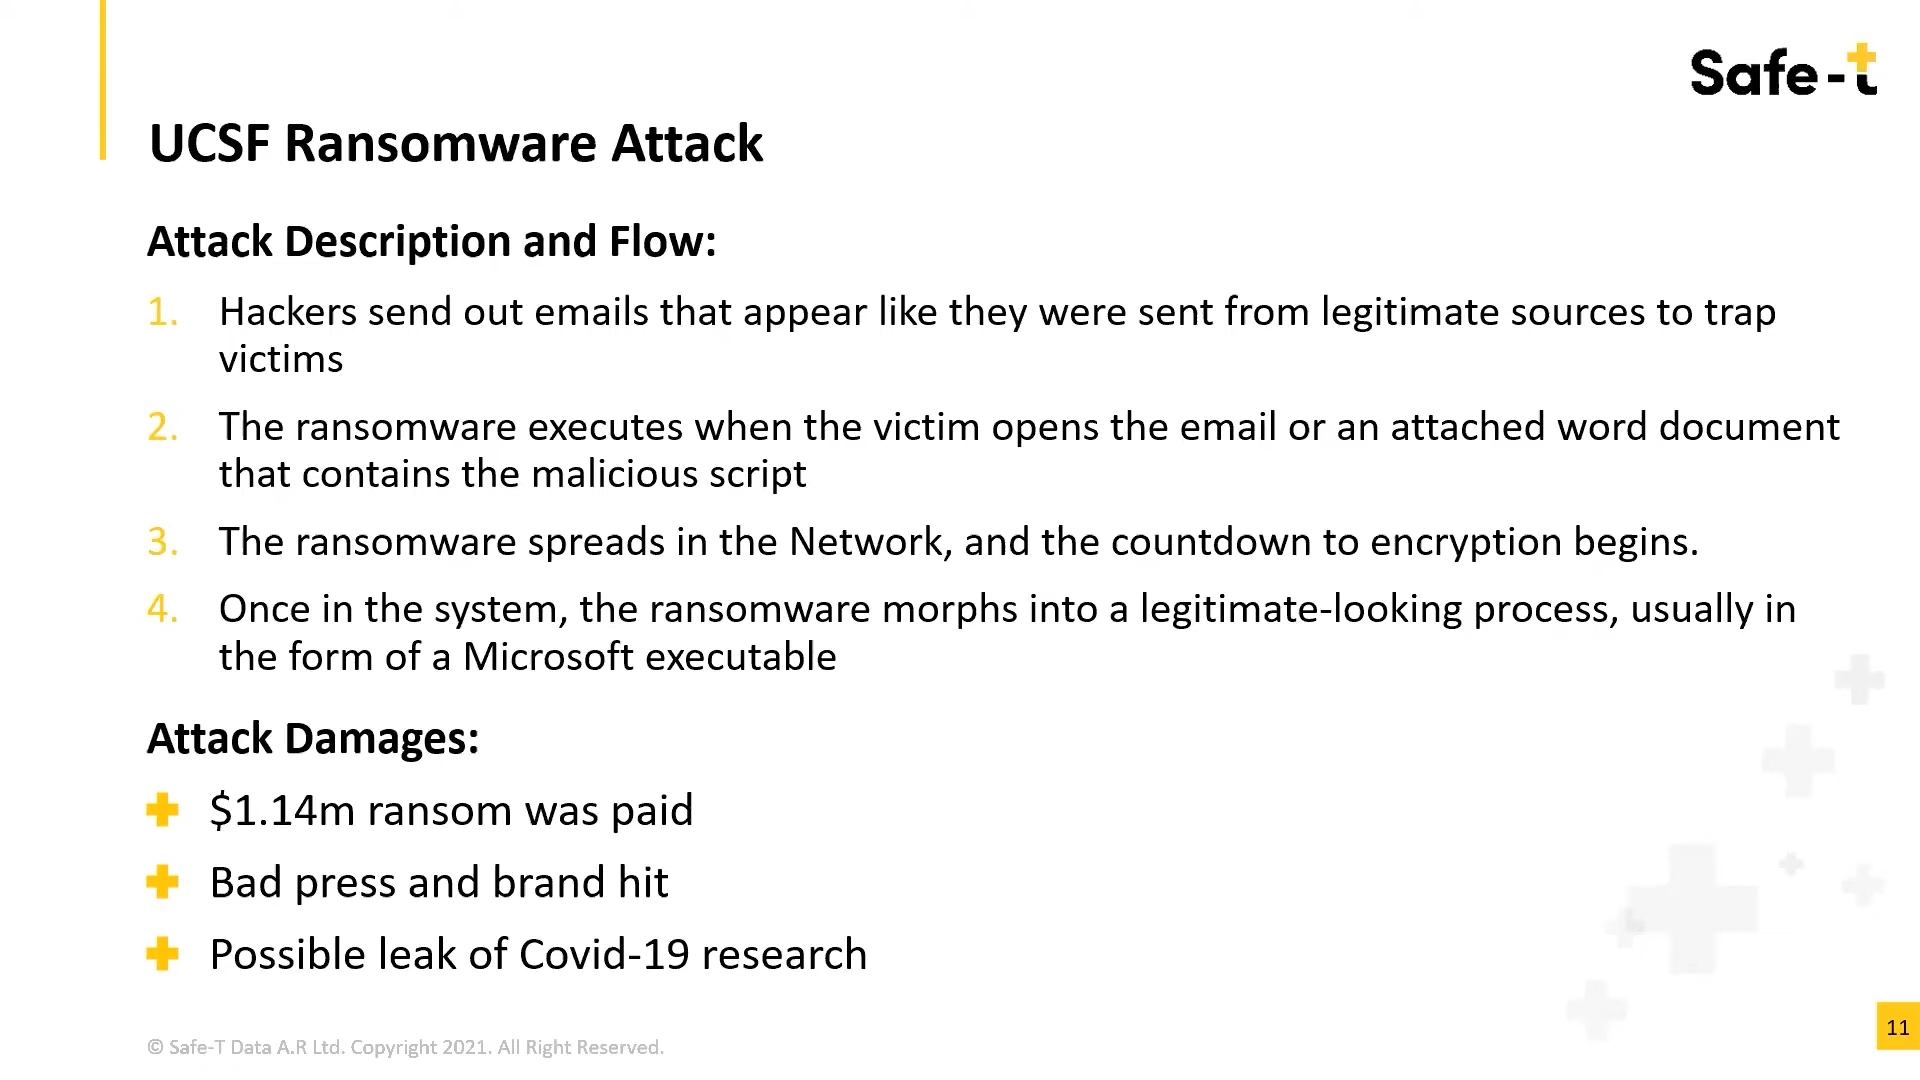 Safe-t
UCSF Ransomware Attack
Attack Description and Flow:
1. Hackers send out emails that appear like they were sent from legitimate sources to trap
victims
2. The ransomware executes when the victim opens the email or an attached word document
that contains the malicious script
3. The ransomware spreads in the Network, and the countdown to encryption begins.
4. Once in the system, the ransomware morphs into a legitimate-looking process, usually in
the form of a Microsoft executable
Attack Damages:
$1.14m ransom was paid
Bad press and brand hit
Possible leak of Covid-19 research
© Safe-T Data A.R Ltd. Copyright 2021. All Right Reserved.
11